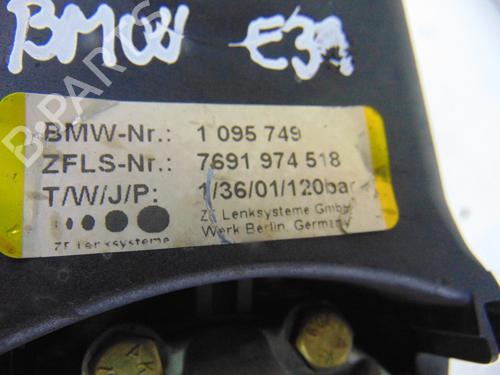 BMW E39
BMW-Nr.: 1 095 749
ZFLS-Nr.: 7691 974 518
T/W/J/P: 1/36/01/120bar
ZF Lenksysteme GmbH
Werk Berlin, Germany
ZF Lenksysteme
B-PARTS